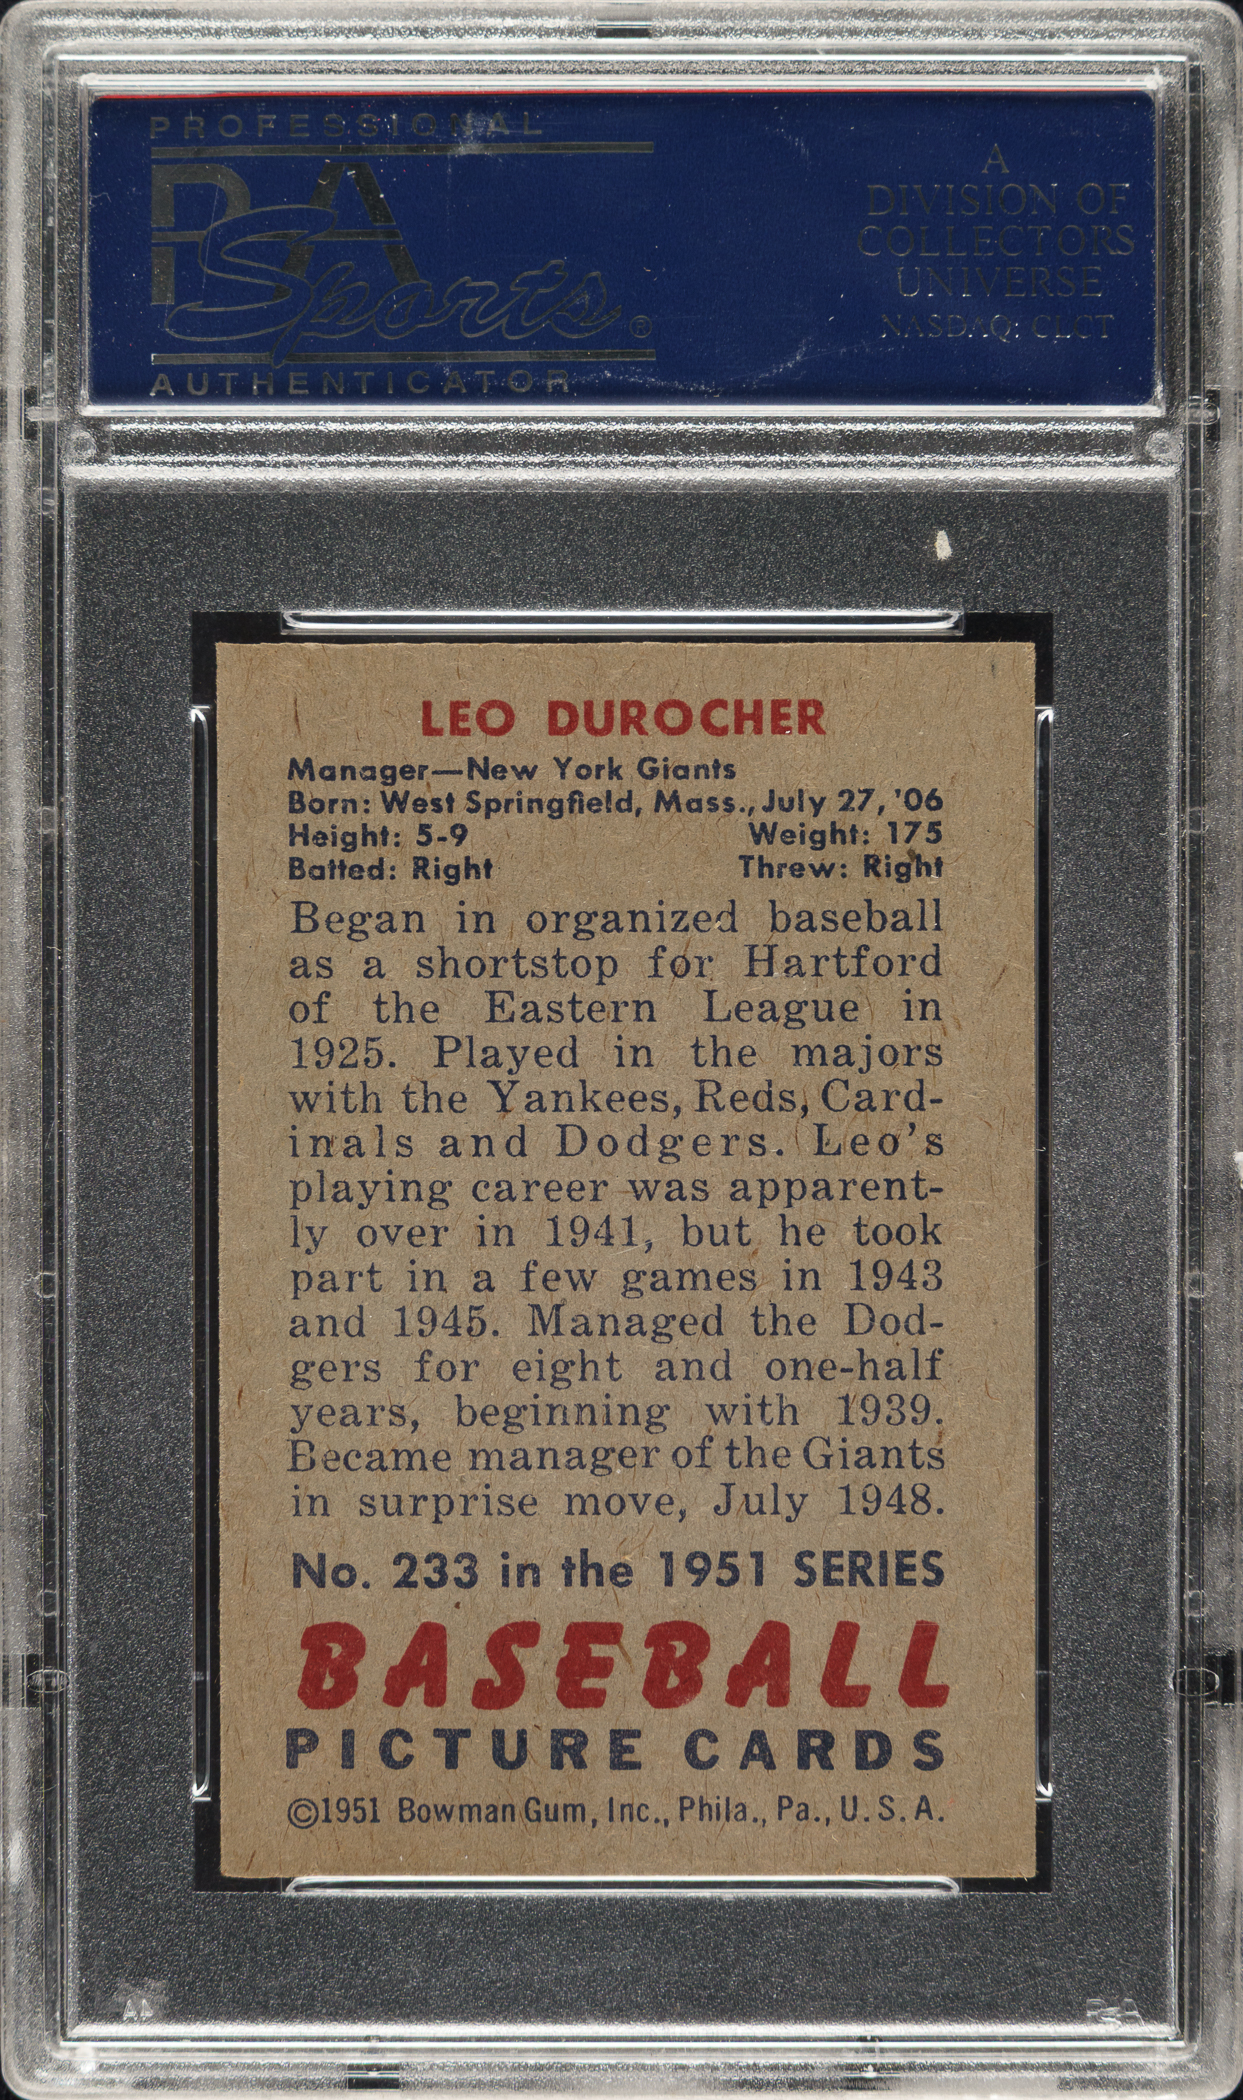 PROFESSIONAL
PSA
Sports ®
AUTHENTICATOR
A
DIVISION OF
COLLECTORS
UNIVERSE
NASDAQ: CLCT
LEO DUROCHER
Manager—New York Giants
Born: West Springfield, Mass., July 27, '06
Height: 5-9 Weight: 175
Batted: Right Threw: Right
Began in organized baseball
as a shortstop for Hartford
of the Eastern League in
1925. Played in the majors
with the Yankees, Reds, Card-
inals and Dodgers. Leo's
playing career was apparent-
ly over in 1941, but he took
part in a few games in 1943
and 1945. Managed the Dod-
gers for eight and one-half
years, beginning with 1939.
Became manager of the Giants
in surprise move, July 1948.
No. 233 in the 1951 SERIES
BASEBALL
PICTURE CARDS
©1951 Bowman Gum, Inc., Phila., Pa., U.S.A.